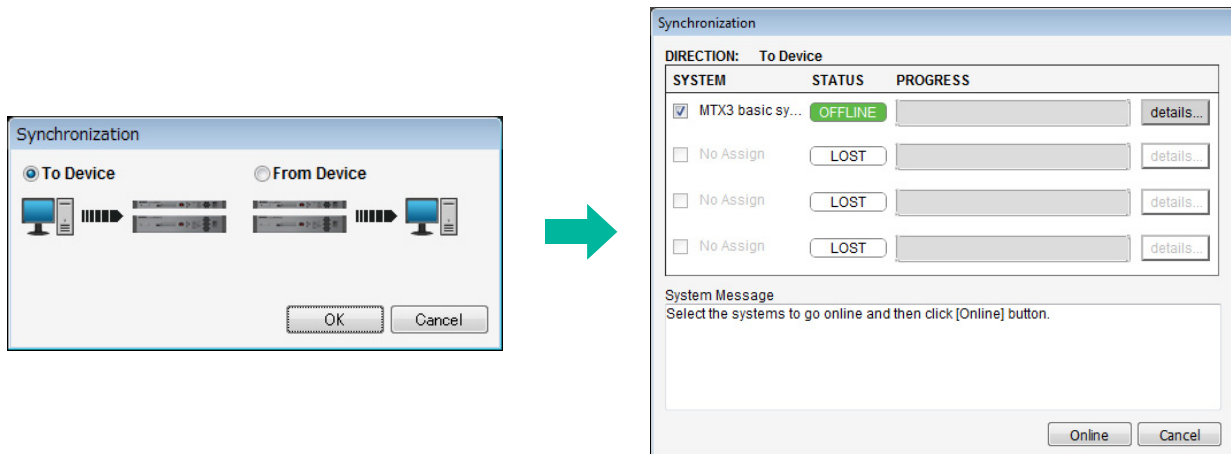 Synchronization
To Device From Device
OK Cancel
Synchronization
DIRECTION: To Device
SYSTEM STATUS PROGRESS
MTX3 basic sy... OFFLINE details...
No Assign LOST details...
No Assign LOST details...
No Assign LOST details...
System Message
Select the systems to go online and then click [Online] button.
Online Cancel